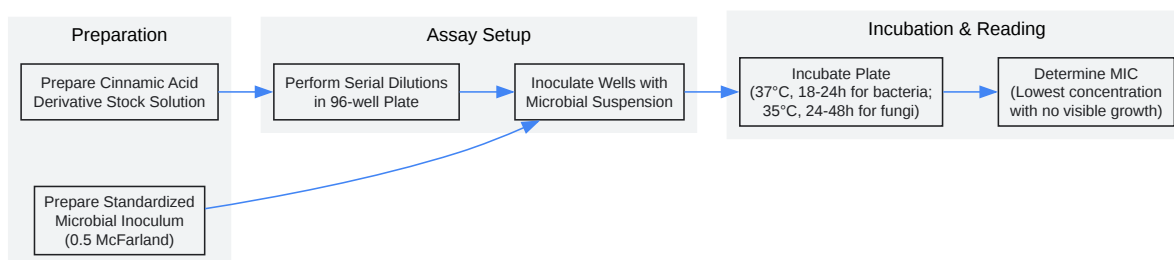 Preparation
Prepare Cinnamic Acid
Derivative Stock Solution
Prepare Standardized
Microbial Inoculum
(0.5 McFarland)
Assay Setup
Perform Serial Dilutions
in 96-well Plate
Inoculate Wells with
Microbial Suspension
Incubation & Reading
Incubate Plate
(37°C, 18-24h for bacteria;
35°C, 24-48h for fungi)
Determine MIC
(Lowest concentration
with no visible growth)